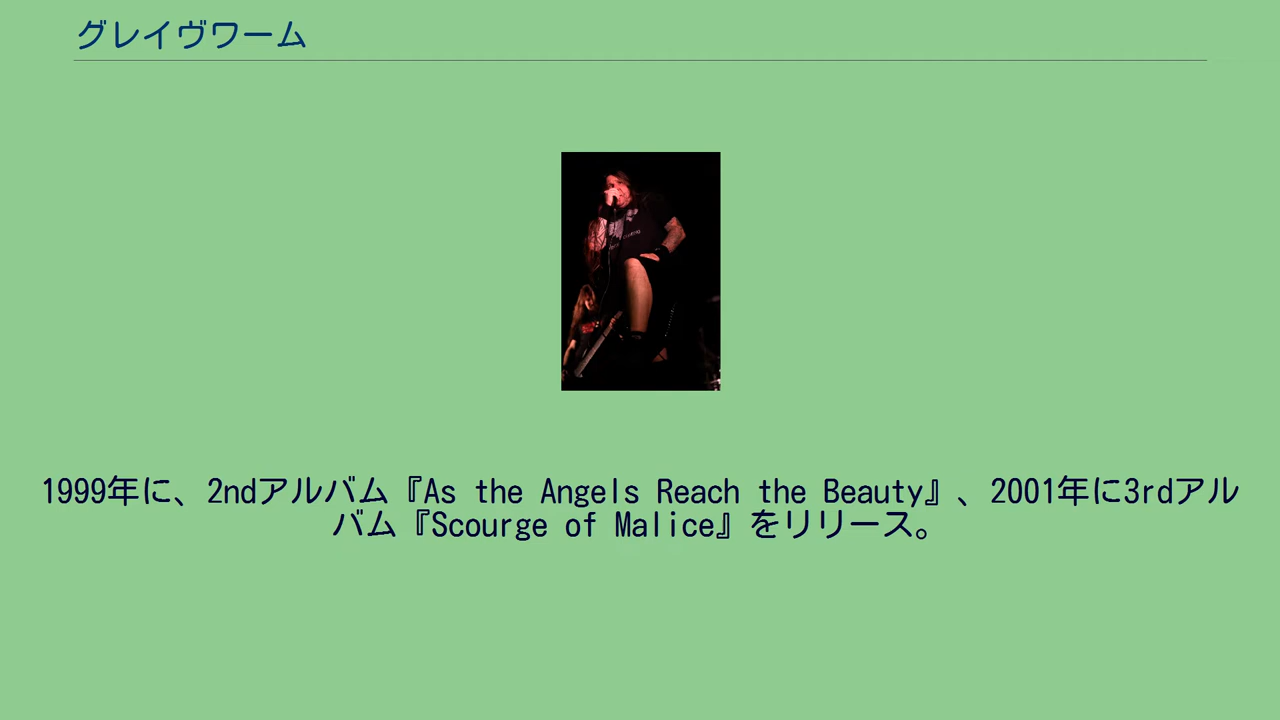 グレイヴワーム
1999年に、2ndアルバム『As the Angels Reach the Beauty』、2001年に3rdアル
バム『Scourge of Malice』をリリース。